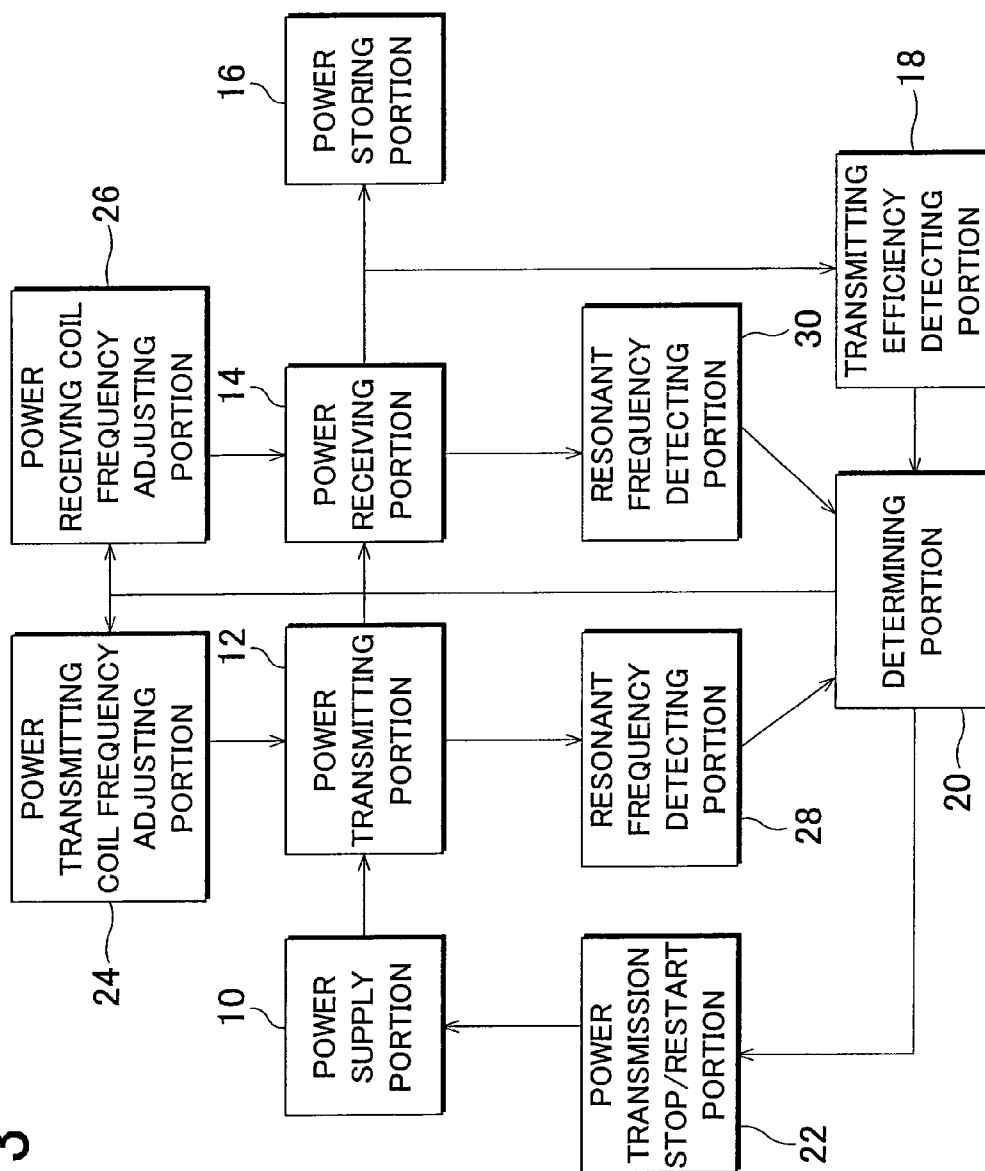 3
24
POWER
TRANSMITTING
COIL FREQUENCY
ADJUSTING
PORTION
26
POWER
RECEIVING COIL
FREQUENCY
ADJUSTING
PORTION
10
POWER
SUPPLY
PORTION
12
POWER
TRANSMITTING
PORTION
14
POWER
RECEIVING
PORTION
16
POWER
STORING
PORTION
22
POWER
TRANSMISSION
STOP/RESTART
PORTION
28
RESONANT
FREQUENCY
DETECTING
PORTION
30
RESONANT
FREQUENCY
DETECTING
PORTION
20
DETERMINING
PORTION
18
TRANSMITTING
EFFICIENCY
DETECTING
PORTION